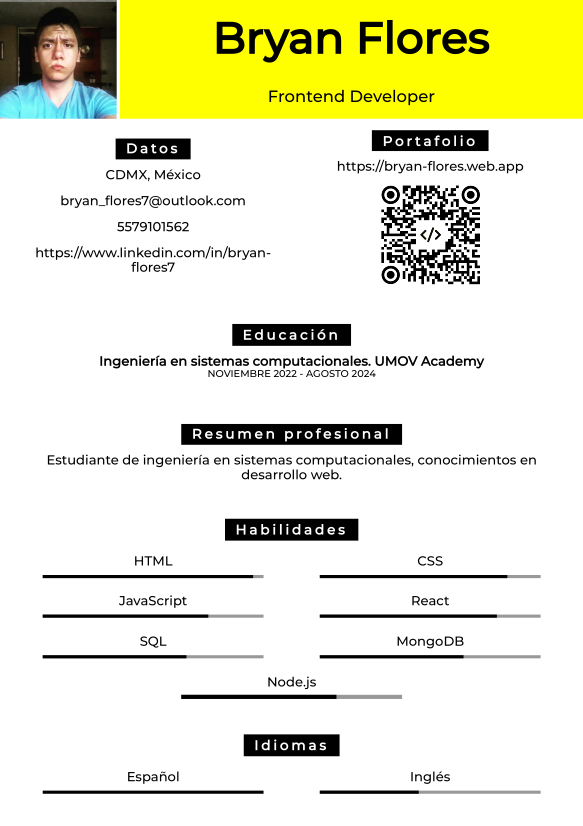 Bryan Flores
Frontend Developer
Datos
CDMX, México
bryan_flores7@outlook.com
5579101562
https://www.linkedin.com/in/bryan-
flores7
Portafolio
https://bryan-flores.web.app
</>
Educación
Ingeniería en sistemas computacionales. UMOV Academy
NOVIEMBRE 2022 - AGOSTO 2024
Resumen profesional
Estudiante de ingeniería en sistemas computacionales, conocimientos en
desarrollo web.
Habilidades
HTML
CSS
JavaScript
React
SQL
MongoDB
Node.js
Idiomas
Español
Inglés